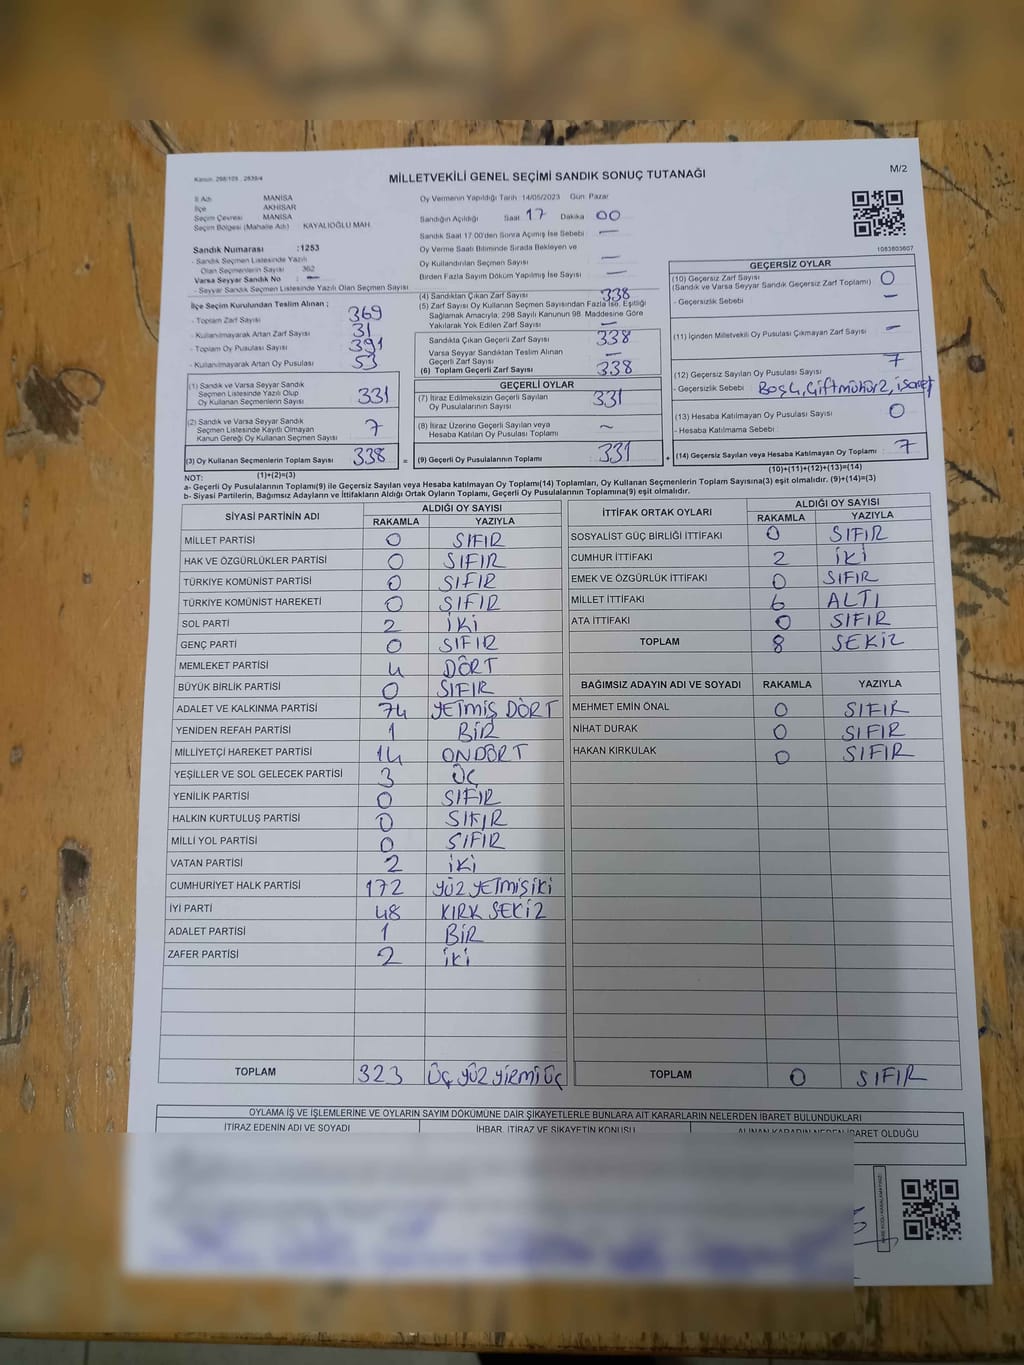 Kanun: 298/105 , 2839/4
MİLLETVEKİLİ GENEL SEÇİMİ SANDIK SONUÇ TUTANAĞI
M/2
İl Adı MANİSA
İlçe AKHİSAR
Seçim Çevresi MANİSA
Seçim Bölgesi (Mahalle Adı) KAYALIOĞLU MAH.
Sandık Numarası : 1253
- Sandık Seçmen Listesinde Yazılı
Olan Seçmenlerin Sayısı 362
Varsa Seyyar Sandık No : —
- Seyyar Sandık Seçmen Listesinde Yazılı Olan Seçmen Sayısı
Oy Vermenin Yapıldığı Tarih :14/05/2023 Gün: Pazar
Sandığın Açıldığı Saat 17 Dakika 00
Sandık Saat 17:00'den Sonra Açılmış İse Sebebi —
Oy Verme Saati Bitiminde Sırada Bekleyen ve
Oy Kullandırılan Seçmen Sayısı —
Birden Fazla Sayım Döküm Yapılmış İse Sayısı —
1083803607
İlçe Seçim Kurulundan Teslim Alınan ;
- Toplam Zarf Sayısı 369
- Kullanılmayarak Artan Zarf Sayısı 31
- Toplam Oy Pusulası Sayısı 391
- Kullanılmayarak Artan Oy Pusulası 53
(1) Sandık ve Varsa Seyyar Sandık
Seçmen Listesinde Yazılı Olup
Oy Kullanan Seçmenlerin Sayısı 331
(2) Sandık ve Varsa Seyyar Sandık
Seçmen Listesinde Kayıtlı Olmayan
Kanun Gereği Oy Kullanan Seçmen Sayısı 7
(3) Oy Kullanan Seçmenlerin Toplam Sayısı 338 =
(4) Sandıktan Çıkan Zarf Sayısı 338
(5) Zarf Sayısı Oy Kullanan Seçmen Sayısından Fazla İse, Eşitliği
Sağlamak Amacıyla; 298 Sayılı Kanunun 98. Maddesine Göre
Yakılarak Yok Edilen Zarf Sayısı —
Sandıkta Çıkan Geçerli Zarf Sayısı 338
Varsa Seyyar Sandıktan Teslim Alınan
Geçerli Zarf Sayısı —
(6) Toplam Geçerli Zarf Sayısı 338
GEÇERLİ OYLAR
(7) İtiraz Edilmeksizin Geçerli Sayılan
Oy Pusulalarının Sayısı 331
(8) İtiraz Üzerine Geçerli Sayılan veya
Hesaba Katılan Oy Pusulası Toplamı ~
(9) Geçerli Oy Pusulalarının Toplamı 331 +
GEÇERSİZ OYLAR
(10) Geçersiz Zarf Sayısı
(Sandık ve Varsa Seyyar Sandık Geçersiz Zarf Toplamı) 0
- Geçersizlik Sebebi —
(11) İçinden Milletvekili Oy Pusulası Çıkmayan Zarf Sayısı —
(12) Geçersiz Sayılan Oy Pusulası Sayısı 7
- Geçersizlik Sebebi : Boş4, Çiftmühür2, işaret
(13) Hesaba Katılmayan Oy Pusulası Sayısı 0
- Hesaba Katılmama Sebebi :
(14) Geçersiz Sayılan veya Hesaba Katılmayan Oy Toplamı : 7
NOT: (1)+(2)=(3) (10)+(11)+(12)+(13)=(14)
a- Geçerli Oy Pusulalarının Toplamı(9) ile Geçersiz Sayılan veya Hesaba katılmayan Oy Toplamı(14) Toplamları, Oy Kullanan Seçmenlerin Toplam Sayısına(3) eşit olmalıdır. (9)+(14)=(3)
b- Siyasi Partilerin, Bağımsız Adayların ve İttifakların Aldığı Ortak Oyların Toplamı, Geçerli Oy Pusulalarının Toplamına(9) eşit olmalıdır.
SİYASİ PARTİNİN ADI ALDIĞI OY SAYISI
RAKAMLA YAZIYLA
MİLLET PARTİSİ 0 SIFIR
HAK VE ÖZGÜRLÜKLER PARTİSİ 0 SIFIR
TÜRKİYE KOMÜNİST PARTİSİ 0 SIFIR
TÜRKİYE KOMÜNİST HAREKETİ 0 SIFIR
SOL PARTİ 2 İKİ
GENÇ PARTİ 0 SIFIR
MEMLEKET PARTİSİ 4 DÖRT
BÜYÜK BİRLİK PARTİSİ 0 SIFIR
ADALET VE KALKINMA PARTİSİ 74 YETMİŞ DÖRT
YENİDEN REFAH PARTİSİ 1 BİR
MİLLİYETÇİ HAREKET PARTİSİ 14 ONDÖRT
YEŞİLLER VE SOL GELECEK PARTİSİ 3 ÜÇ
YENİLİK PARTİSİ 0 SIFIR
HALKIN KURTULUŞ PARTİSİ 0 SIFIR
MİLLİ YOL PARTİSİ 0 SIFIR
VATAN PARTİSİ 2 İKİ
CUMHURİYET HALK PARTİSİ 172 YÜZ YETMİŞ İKİ
İYİ PARTİ 48 KIRK SEKİZ
ADALET PARTİSİ 1 BİR
ZAFER PARTİSİ 2 İKİ
TOPLAM 323 ÜÇ YÜZ YİRMİ ÜÇ
İTTİFAK ORTAK OYLARI ALDIĞI OY SAYISI
RAKAMLA YAZIYLA
SOSYALİST GÜÇ BİRLİĞİ İTTİFAKI 0 SIFIR
CUMHUR İTTİFAKI 2 İKİ
EMEK VE ÖZGÜRLÜK İTTİFAKI 0 SIFIR
MİLLET İTTİFAKI 6 ALTI
ATA İTTİFAKI 0 SIFIR
TOPLAM 8 SEKİZ
BAĞIMSIZ ADAYIN ADI VE SOYADI RAKAMLA YAZIYLA
MEHMET EMİN ÖNAL 0 SIFIR
NİHAT DURAK 0 SIFIR
HAKAN KIRKULAK 0 SIFIR
TOPLAM 0 SIFIR
OYLAMA İŞ VE İŞLEMLERİNE VE OYLARIN SAYIM DÖKÜMÜNE DAİR ŞİKAYETLERLE BUNLARA AİT KARARLARIN NELERDEN İBARET BULUNDUKLARI
İTİRAZ EDENİN ADI VE SOYADI İHBAR, İTİRAZ VE ŞİKAYETİN KONUSU ALINAN KARARIN NEDEN İBARET OLDUĞU